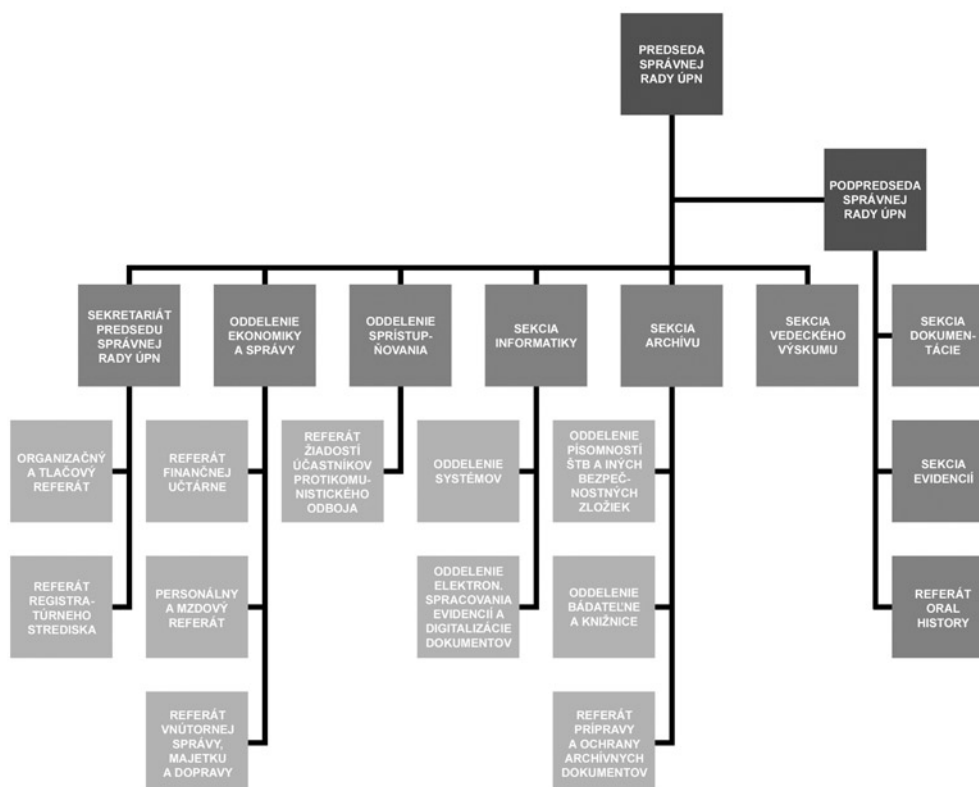 PREDSEDA
SPRÁVNEJ
RADY ÚPN
PODPREDSEDA
SPRÁVNEJ
RADY ÚPN
SEKRETARIÁT
PREDSEDU
SPRÁVNEJ
RADY ÚPN
ODDELENIE
EKONOMIKY
A SPRÁVY
ODDELENIE
SPRÍSTUP-
ŇOVANIA
SEKCIA
INFORMATIKY
SEKCIA
ARCHÍVU
SEKCIA
VEDECKÉHO
VÝSKUMU
SEKCIA
DOKUMEN-
TÁCIE
ORGANIZAČNÝ
A TLAČOVÝ
REFERÁT
REFERÁT
FINANČNEJ
UČTÁRNE
REFERÁT
ŽIADOSTÍ
ÚČASTNÍKOV
PROTIKOMU-
NISTICKÉHO
ODBOJA
ODDELENIE
SYSTÉMOV
ODDELENIE
PÍSOMNOSTÍ
ŠTB A INÝCH
BEZPEČ-
NOSTNÝCH
ZLOŽIEK
SEKCIA
EVIDENCIÍ
REFERÁT
REGISTRA-
TÚRNEHO
STREDISKA
PERSONÁLNY
A MZDOVÝ
REFERÁT
ODDELENIE
ELEKTRON.
SPRACOVANIA
EVIDENCIÍ A
DIGITALIZÁCIE
DOKUMENTOV
ODDELENIE
BÁDATEĽNE
A KNIŽNICE
REFERÁT
ORAL
HISTORY
REFERÁT
VNÚTORNEJ
SPRÁVY,
MAJETKU
A DOPRAVY
REFERÁT
PRÍPRAVY
A OCHRANY
ARCHÍVNYCH
DOKUMENTOV